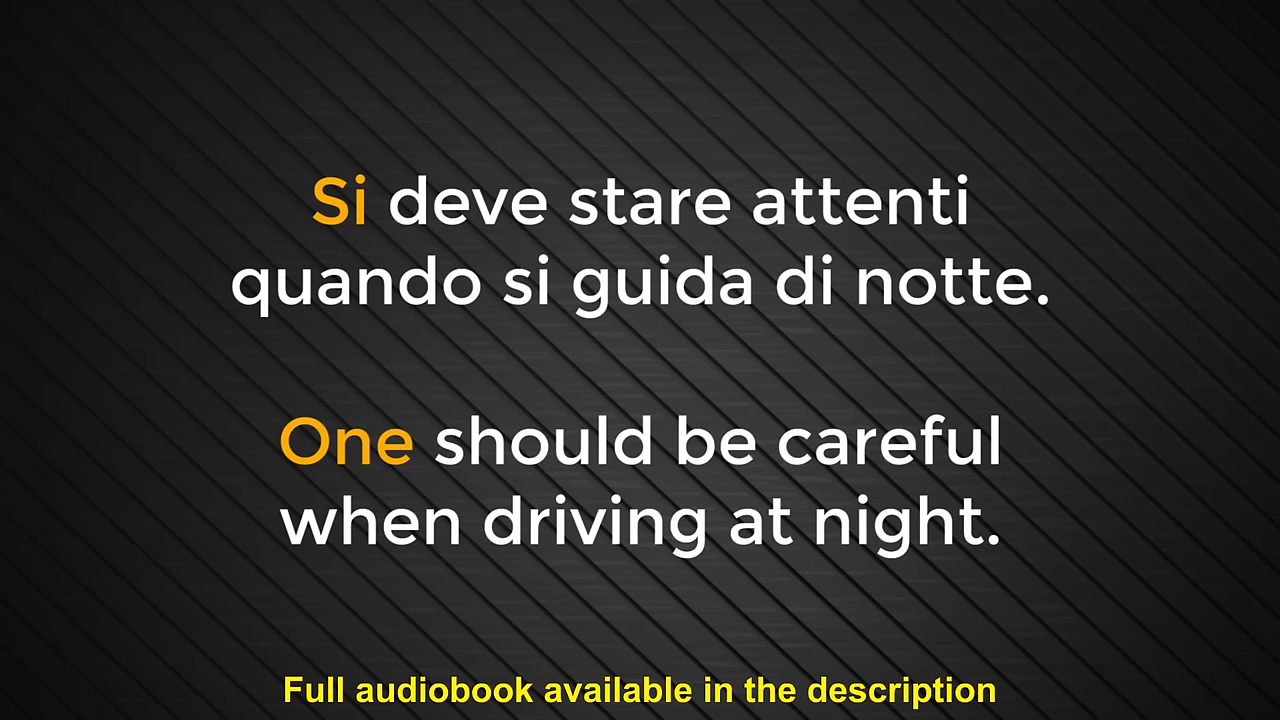 Si deve stare attenti
quando si guida di notte.
One should be careful
when driving at night.
Full audiobook available in the description